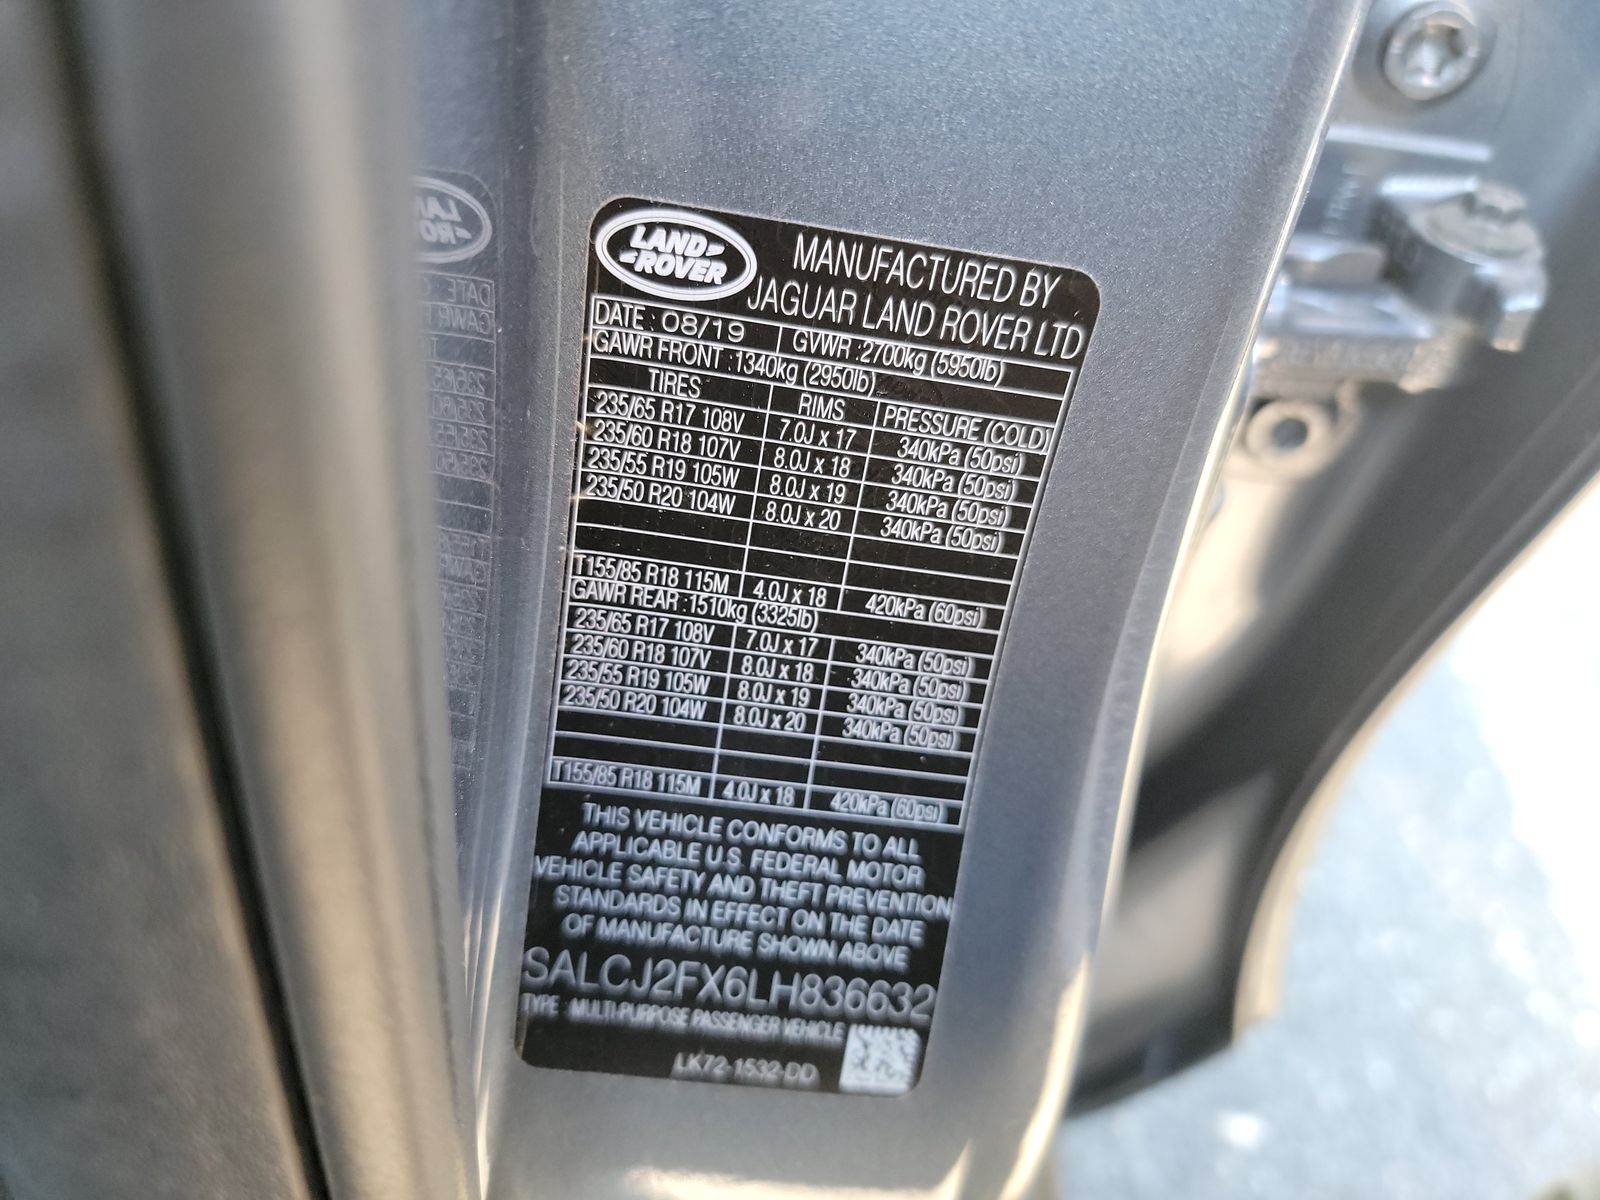 LAND ROVER
MANUFACTURED BY
JAGUAR LAND ROVER LTD
DATE : 08/19 GVWR : 2700kg (5950lb)
GAWR FRONT : 1340kg (2950lb)
TIRES RIMS PRESSURE (COLD)
235/65 R17 108V 7.0J x 17 340kPa (50psi)
235/60 R18 107V 8.0J x 18 340kPa (50psi)
235/55 R19 105W 8.0J x 19 340kPa (50psi)
235/50 R20 104W 8.0J x 20 340kPa (50psi)
T155/85 R18 115M 4.0J x 18 420kPa (60psi)
GAWR REAR : 1510kg (3325lb)
235/65 R17 108V 7.0J x 17 340kPa (50psi)
235/60 R18 107V 8.0J x 18 340kPa (50psi)
235/55 R19 105W 8.0J x 19 340kPa (50psi)
235/50 R20 104W 8.0J x 20 340kPa (50psi)
T155/85 R18 115M 4.0J x 18 420kPa (60psi)
THIS VEHICLE CONFORMS TO ALL
APPLICABLE U.S. FEDERAL MOTOR
VEHICLE SAFETY AND THEFT PREVENTION
STANDARDS IN EFFECT ON THE DATE
OF MANUFACTURE SHOWN ABOVE
SALCJ2FX6LH836632
TYPE : MULTI-PURPOSE PASSENGER VEHICLE
LK72-1532-DD